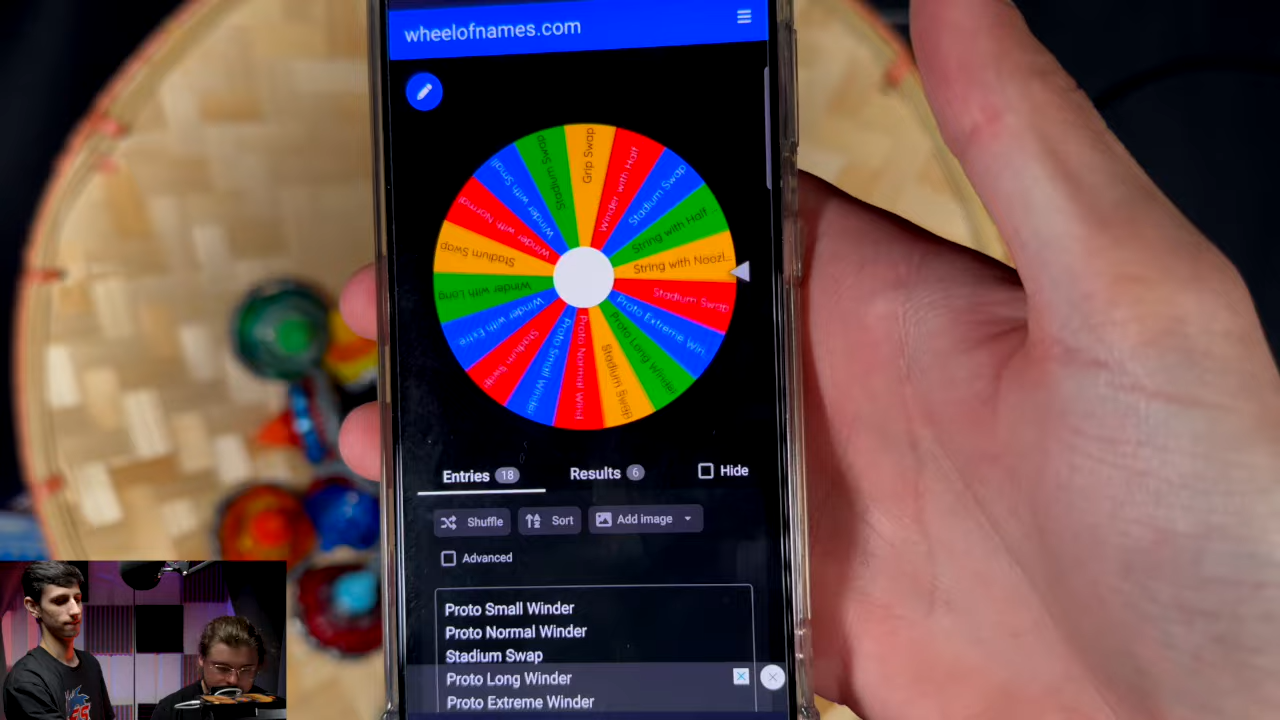 wheelofnames.com
Grip Swap
Winder with Half
Stadium Swap
String with Half
String with Noozl...
Stadium Swap
Proto Extreme Win...
Proto Long Winder
Stadium Swap
Proto Normal Wind...
Proto Small Winder
Stadium Swap
Winder with Extre...
Winder with Long
Stadium Swap
Winder with Normal
Winder with Small
Stadium Swap
Entries 18
Results 6
Hide
Shuffle
Sort
Add image
Advanced
Proto Small Winder
Proto Normal Winder
Stadium Swap
Proto Long Winder
Proto Extreme Winder